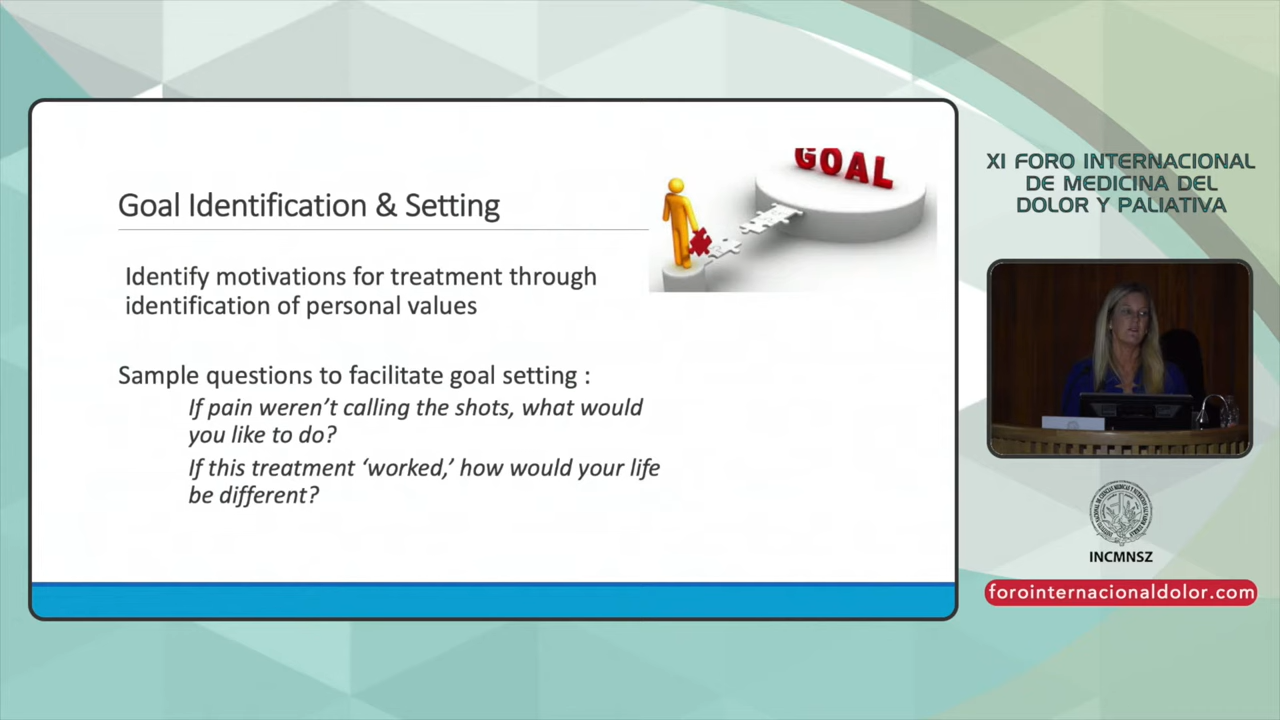 Goal Identification & Setting
GOAL
Identify motivations for treatment through
identification of personal values
Sample questions to facilitate goal setting :
If pain weren’t calling the shots, what would
you like to do?
If this treatment ‘worked,’ how would your life
be different?
XI FORO INTERNACIONAL
DE MEDICINA DEL
DOLOR Y PALIATIVA
INCMNSZ
forointernacionaldolor.com